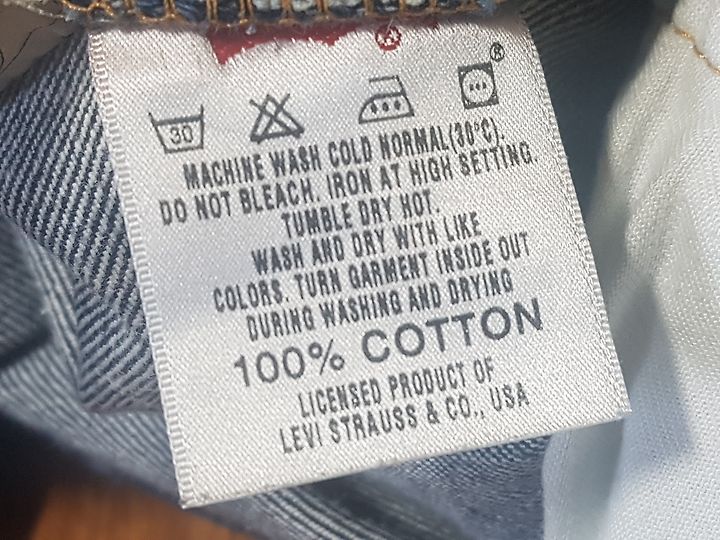 ®
30
MACHINE WASH COLD NORMAL(30°C).
DO NOT BLEACH. IRON AT HIGH SETTING.
TUMBLE DRY HOT.
WASH AND DRY WITH LIKE
COLORS. TURN GARMENT INSIDE OUT
DURING WASHING AND DRYING
100% COTTON
LICENSED PRODUCT OF
LEVI STRAUSS & CO., USA